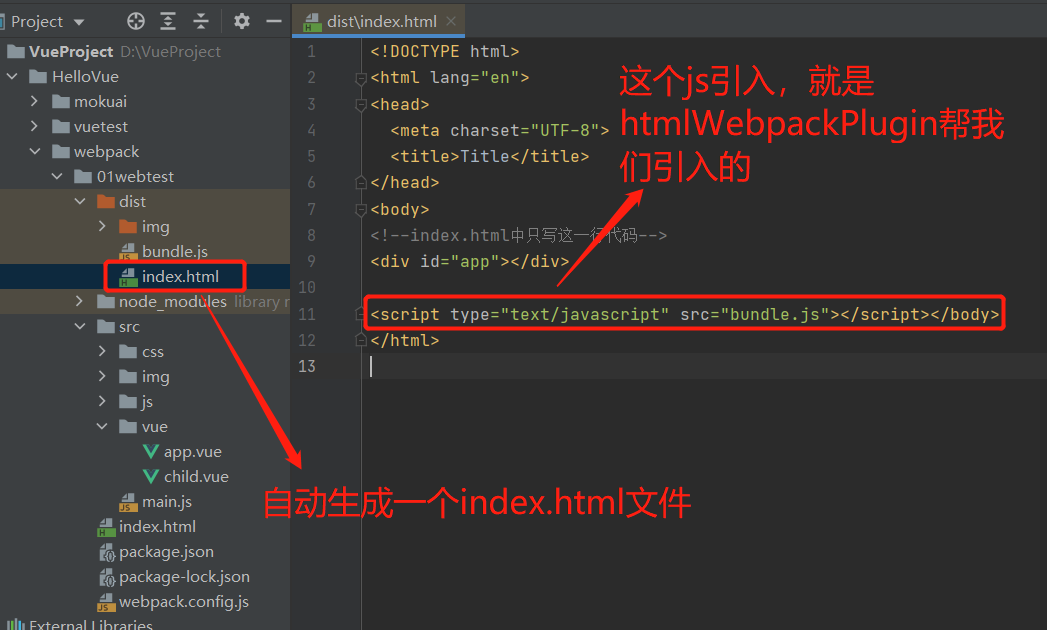 Project
dist\index.html
VueProject D:\VueProject
HelloVue
mokuai
vuetest
webpack
01webtest
dist
img
bundle.js
index.html
node_modules library r
src
css
img
js
vue
app.vue
child.vue
main.js
index.html
package.json
package-lock.json
webpack.config.js
External Libraries
1 <!DOCTYPE html>
2 <html lang="en">
3 <head>
4 <meta charset="UTF-8">
5 <title>Title</title>
6 </head>
7 <body>
8 <!--index.html中只写这一行代码-->
9 <div id="app"></div>
10
11 <script type="text/javascript" src="bundle.js"></script></body>
12 </html>
13
这个js引入，就是
htmlWebpackPlugin帮我
们引入的
自动生成一个index.html文件